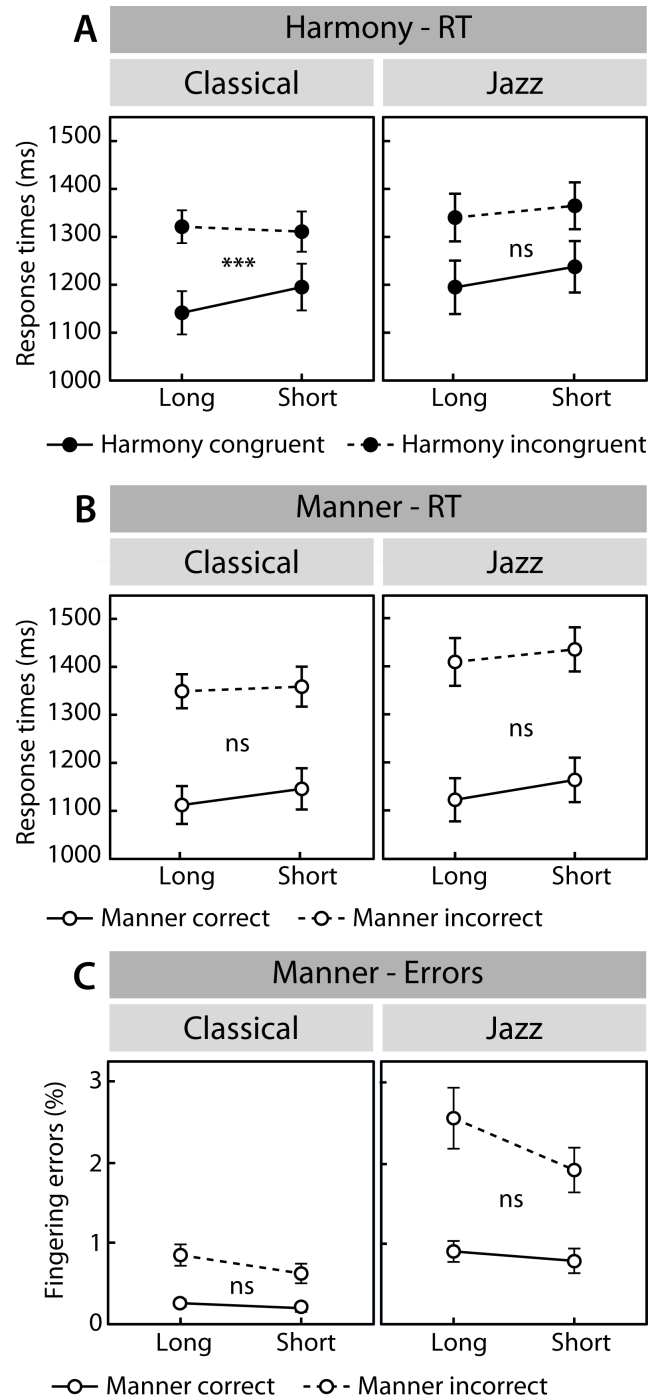 A
Harmony - RT
Classical
Jazz
Response times (ms)
1500
1400
1300
1200
1100
1000
***
ns
Long
Short
Long
Short
Harmony congruent
Harmony incongruent
B
Manner - RT
Classical
Jazz
Response times (ms)
1500
1400
1300
1200
1100
1000
ns
ns
Long
Short
Long
Short
Manner correct
Manner incorrect
C
Manner - Errors
Classical
Jazz
Fingering errors (%)
3
2
1
0
ns
ns
Long
Short
Long
Short
Manner correct
Manner incorrect